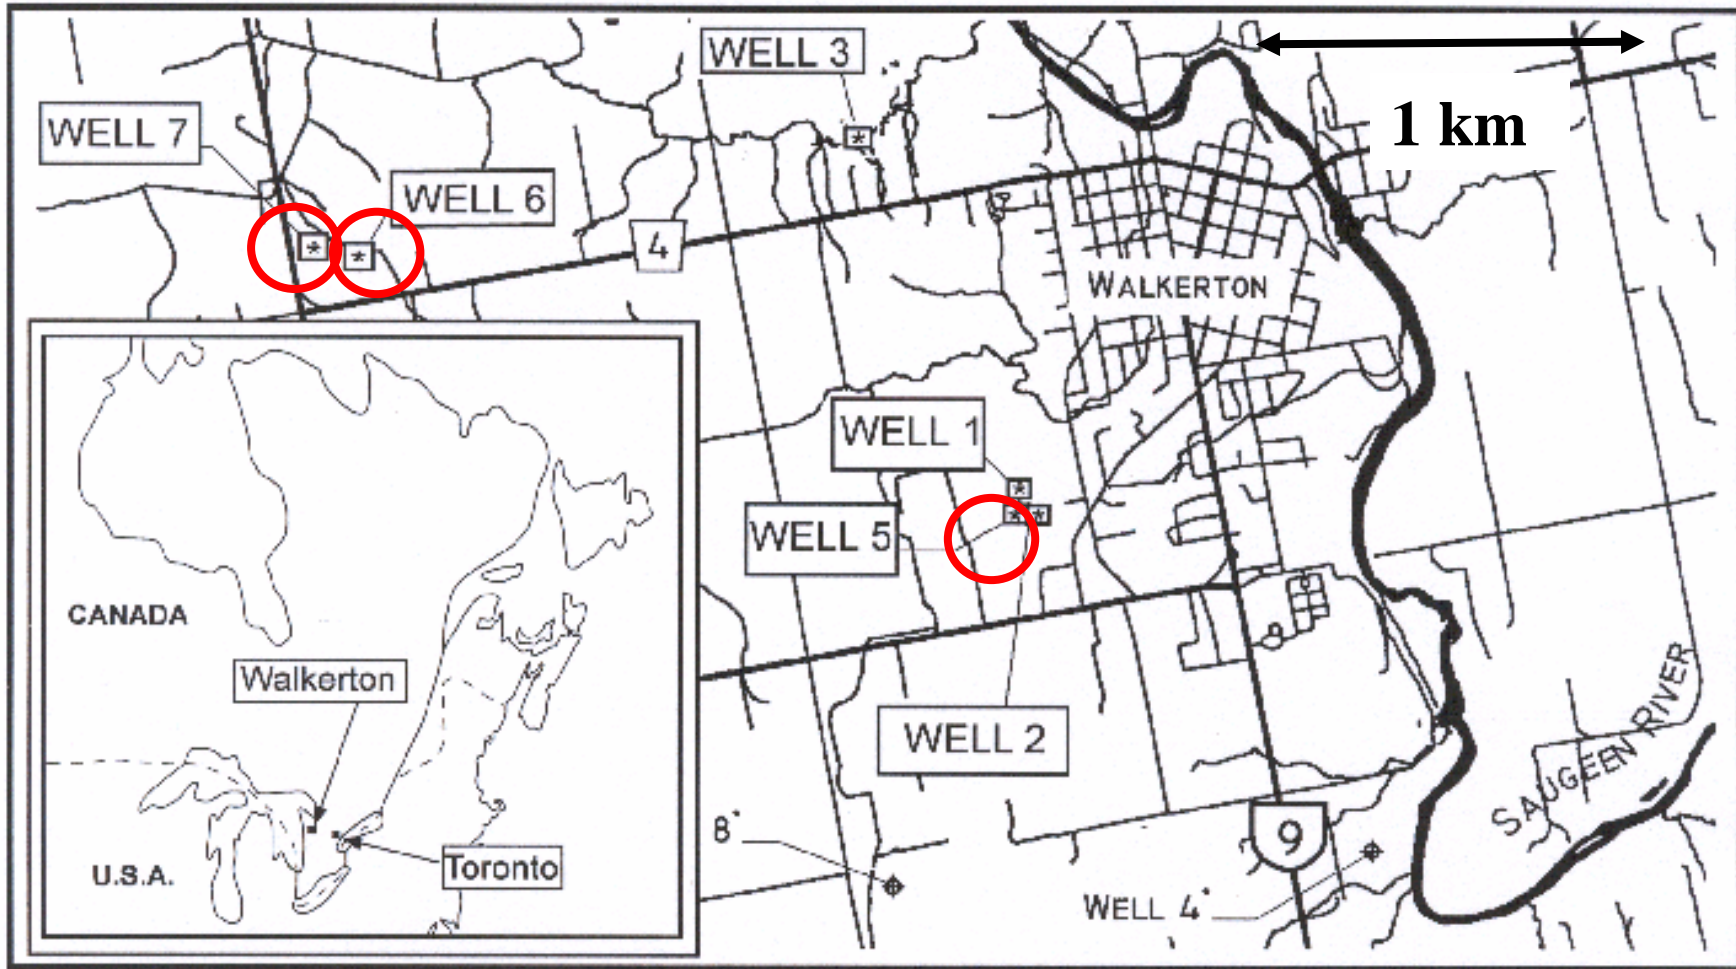 WELL 3
1 km
WELL 7
WELL 6
4
WALKERTON
WELL 1
WELL 5
WELL 2
CANADA
Walkerton
Toronto
U.S.A.
8*
9
WELL 4*
SAUGEEN RIVER